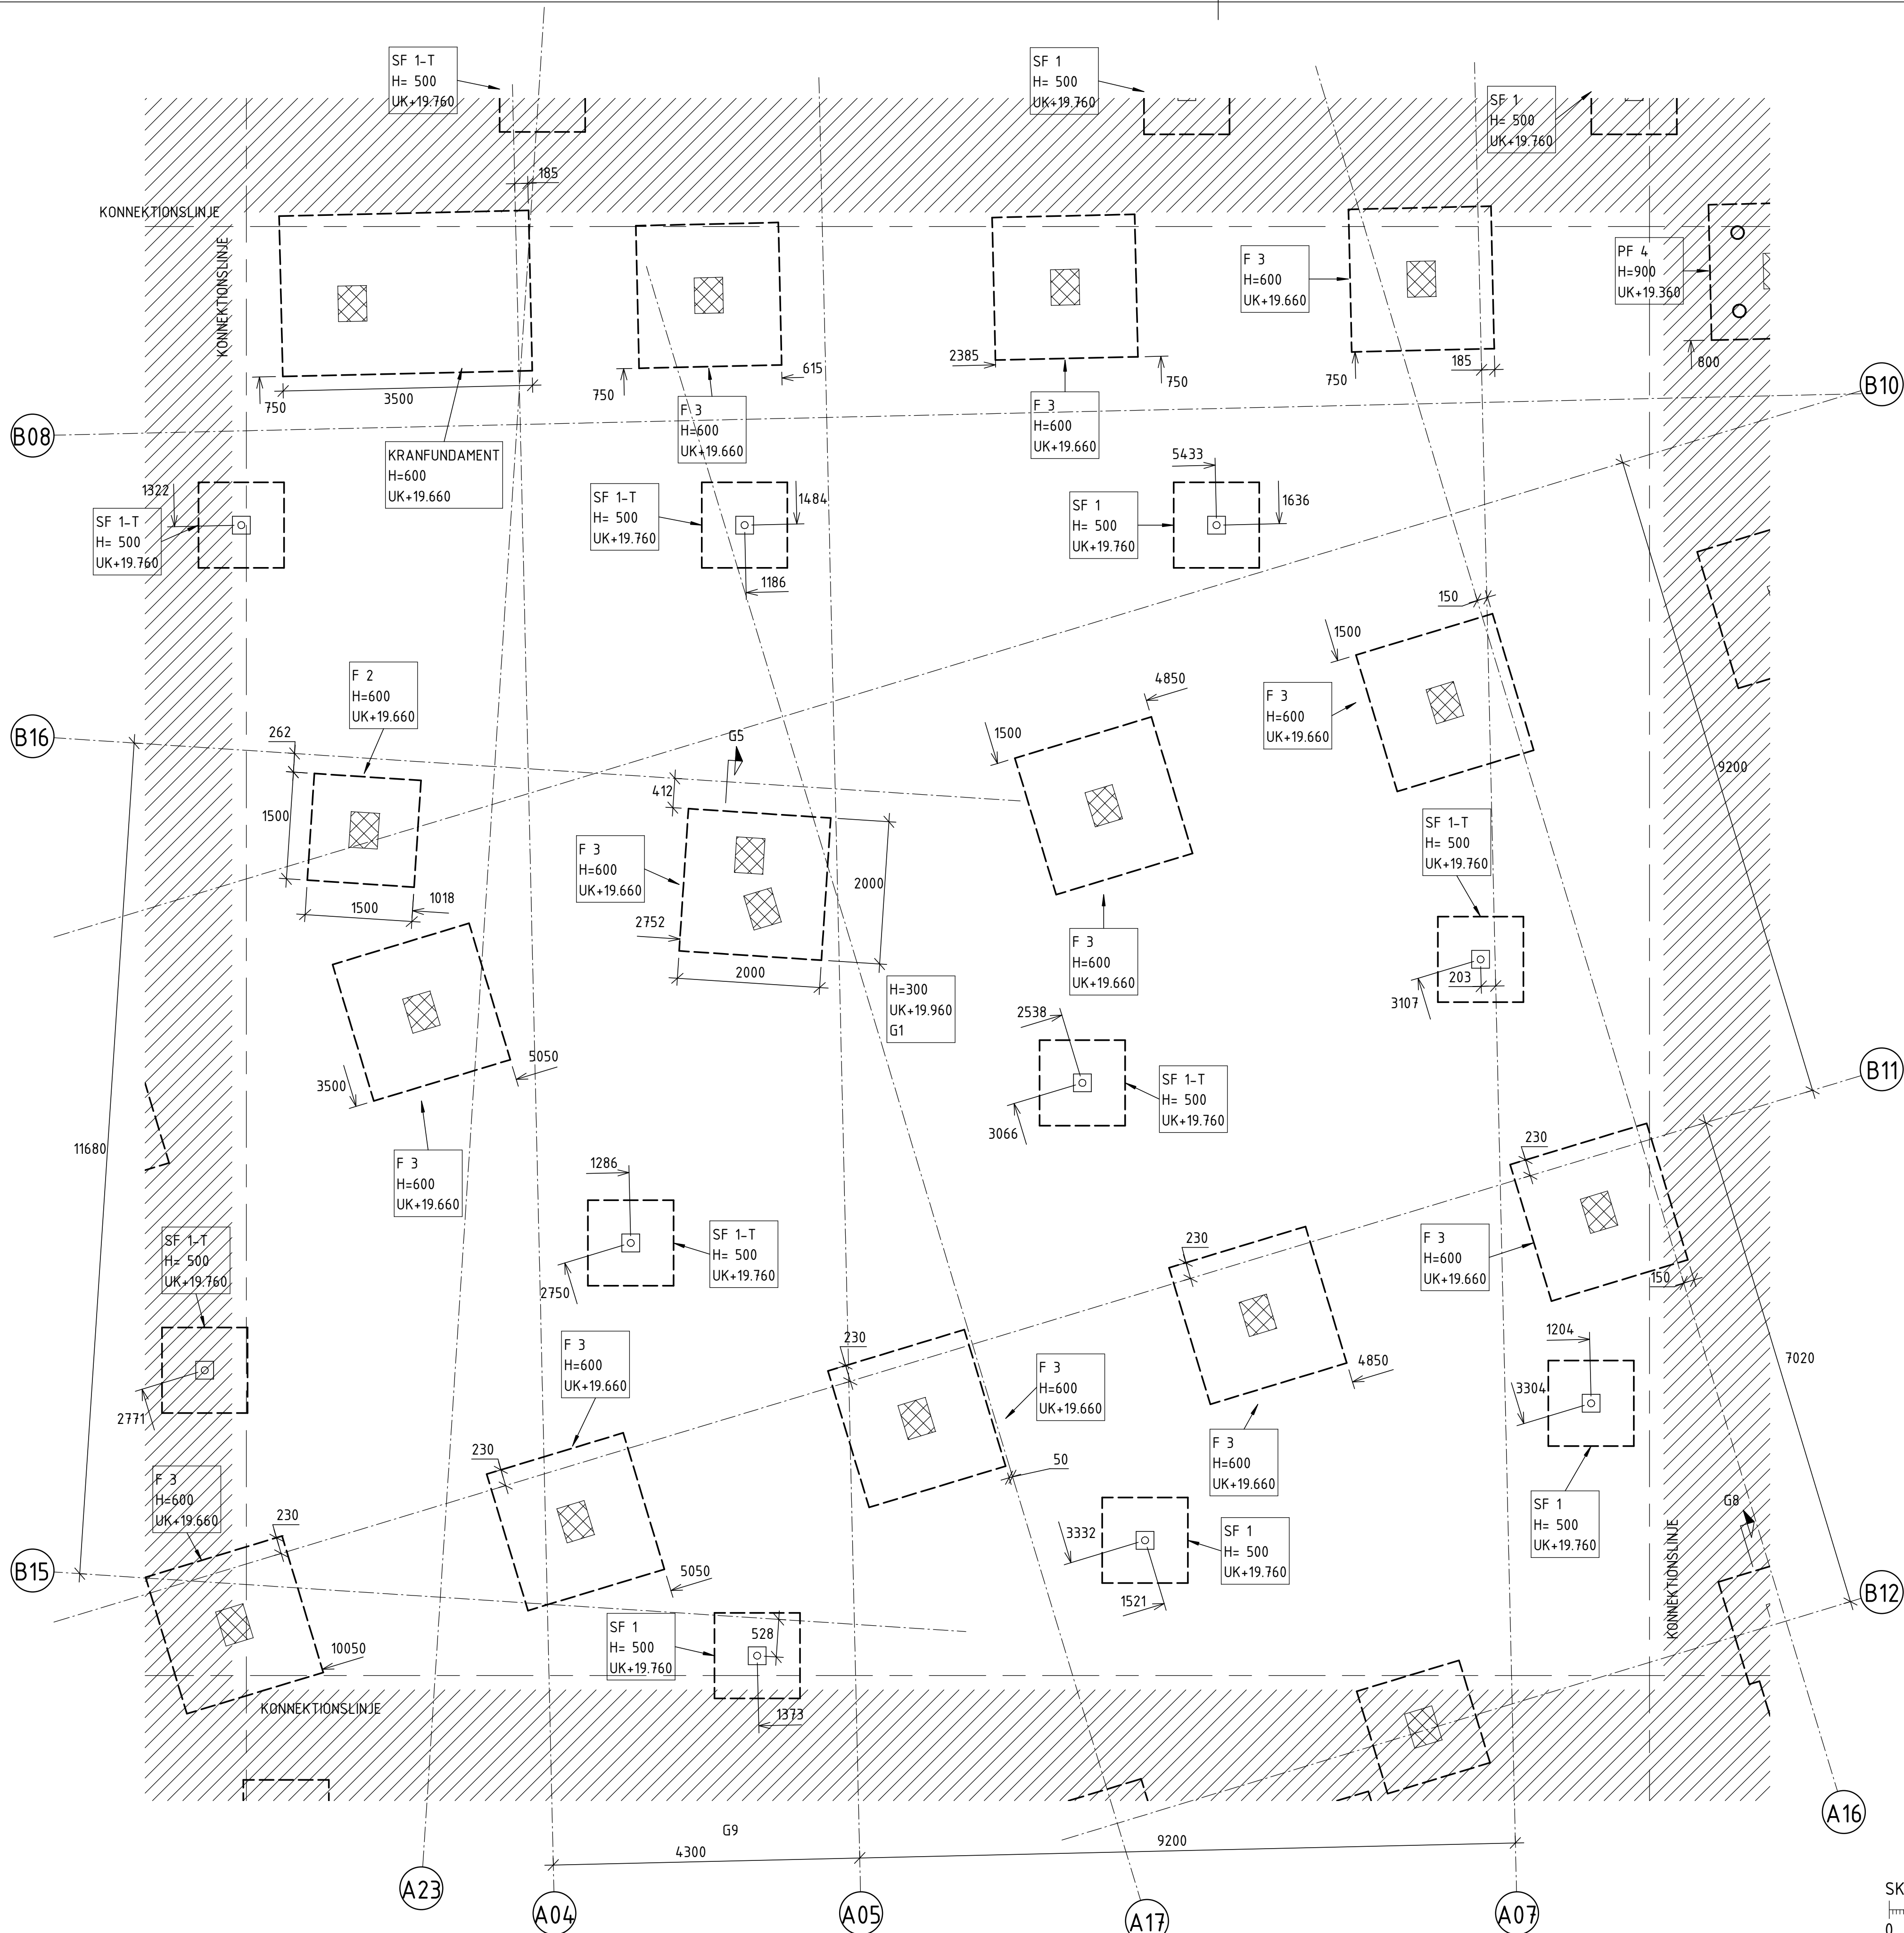 SF 1-T
H= 500
UK+19.760
SF 1
H= 500
UK+19.760
SF 1
H= 500
UK+19.760
185
KONNEKTIONSLINJE
KONNEKTIONSLINJE
F 3
H=600
UK+19.660
PF 4
H=900
UK+19.360
750
3500
750
615
2385
750
750
185
800
F 3
H=600
UK+19.660
F 3
H=600
UK+19.660
B08
B10
KRANFUNDAMENT
H=600
UK+19.660
1322
SF 1-T
H= 500
UK+19.760
SF 1-T
H= 500
UK+19.760
1484
1186
5433
SF 1
H= 500
UK+19.760
1636
150
1500
F 2
H=600
UK+19.660
4850
F 3
H=600
UK+19.660
B16
262
G5
1500
9200
412
1500
F 3
H=600
UK+19.660
SF 1-T
H= 500
UK+19.760
2000
1500
1018
2752
2000
F 3
H=600
UK+19.660
203
3107
H=300
UK+19.960
G1
2538
5050
3500
SF 1-T
H= 500
UK+19.760
3066
B11
11680
F 3
H=600
UK+19.660
1286
230
SF 1-T
H= 500
UK+19.760
SF 1-T
H= 500
UK+19.760
230
F 3
H=600
UK+19.660
150
2750
F 3
H=600
UK+19.660
230
F 3
H=600
UK+19.660
1204
7020
4850
3304
2771
230
50
F 3
H=600
UK+19.660
F 3
H=600
UK+19.660
230
SF 1
H= 500
UK+19.760
G8
3332
SF 1
H= 500
UK+19.760
B15
5050
1521
B12
KONNEKTIONSLINJE
SF 1
H= 500
UK+19.760
528
10050
KONNEKTIONSLINJE
1373
A16
G9
4300
9200
A23
A04
A05
A17
A07
SK
0